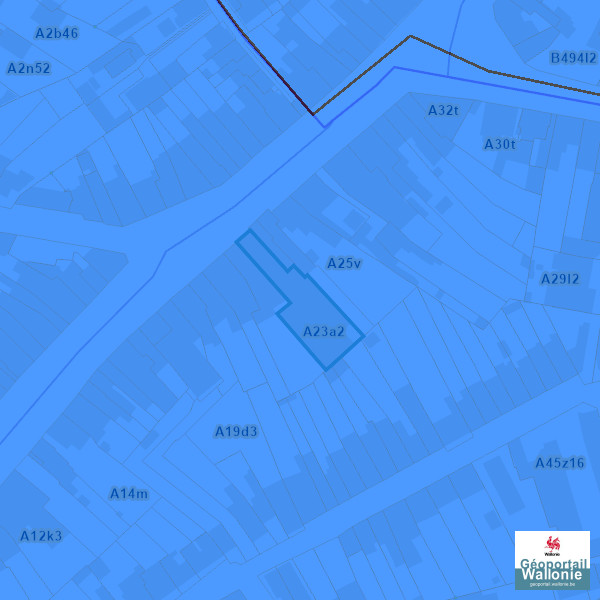 A2b46
A2n52
B494l2
A32t
A30t
A25v
A29l2
A23a2
A19d3
A45z16
A14m
A12k3
Wallonie
Géoportail
Wallonie
geoportail.wallonie.be